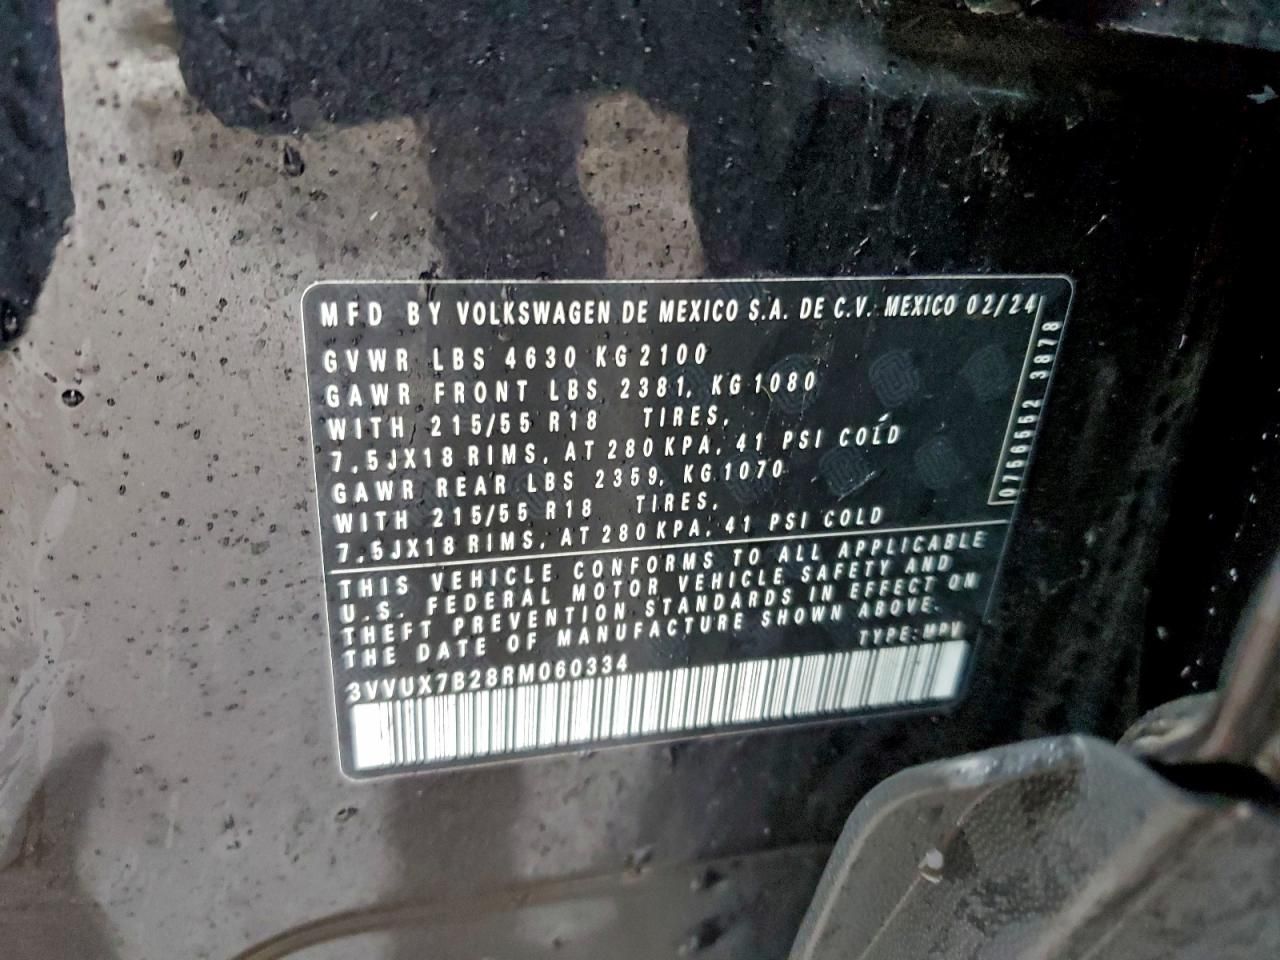 MFD BY VOLKSWAGEN DE MEXICO S.A. DE C.V. MEXICO 02/24
GVWR LBS 4630 KG 2100
GAWR FRONT LBS 2381, KG 1080
WITH 215/55 R18 TIRES,
7,5JX18 RIMS, AT 280 KPA, 41 PSI COLD
GAWR REAR LBS 2359, KG 1070
WITH 215/55 R18 TIRES,
7,5JX18 RIMS, AT 280 KPA, 41 PSI COLD
0756552 3878
THIS VEHICLE CONFORMS TO ALL APPLICABLE
U.S. FEDERAL MOTOR VEHICLE SAFETY AND
THEFT PREVENTION STANDARDS IN EFFECT ON
THE DATE OF MANUFACTURE SHOWN ABOVE.
TYPE: MPV
3VVUX7B28RM060334